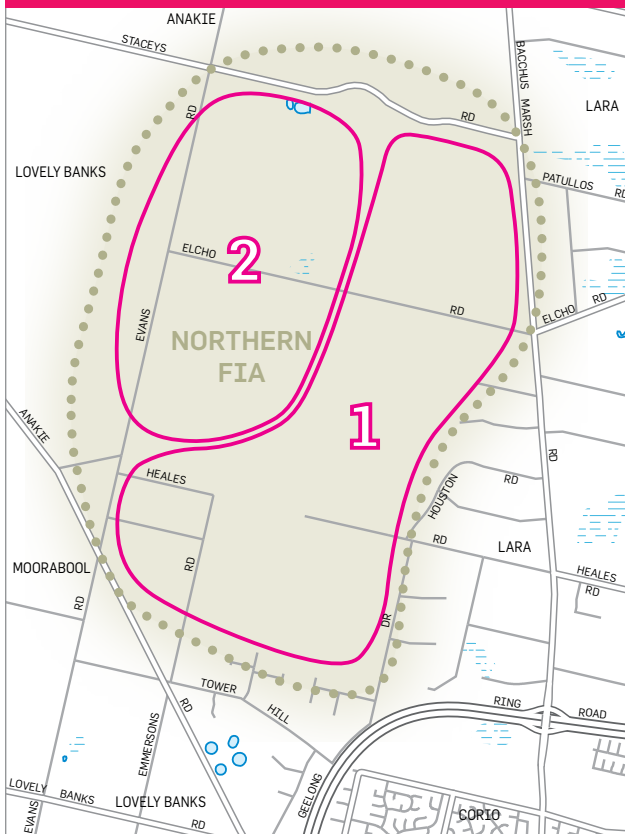 ANAKIE
STACEYS
RD
BACCHUS MARSH
LARA
RD
LOVELY BANKS
PATULLOS
RD
ELCHO
2
RD
ELCHO RD
EVANS
NORTHERN
FIA
1
ANAKIE
RD
HEALES
RD
HOUSTON
RD
LARA
MOORABOOL
RD
HEALES
RD
RD
DR
TOWER
HILL
RD
RING
ROAD
EMMERSONS
GEELONG
LOVELY BANKS
LOVELY BANKS
RD
EVANS
CORIO